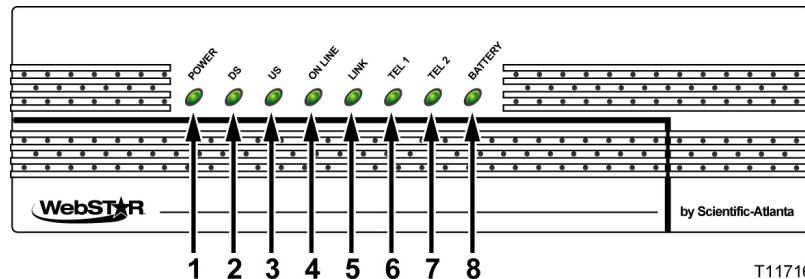 POWER DS US ON LINE LINK TEL 1 TEL 2 BATTERY
WebSTAR by Scientific-Atlanta
1 2 3 4 5 6 7 8
T11716